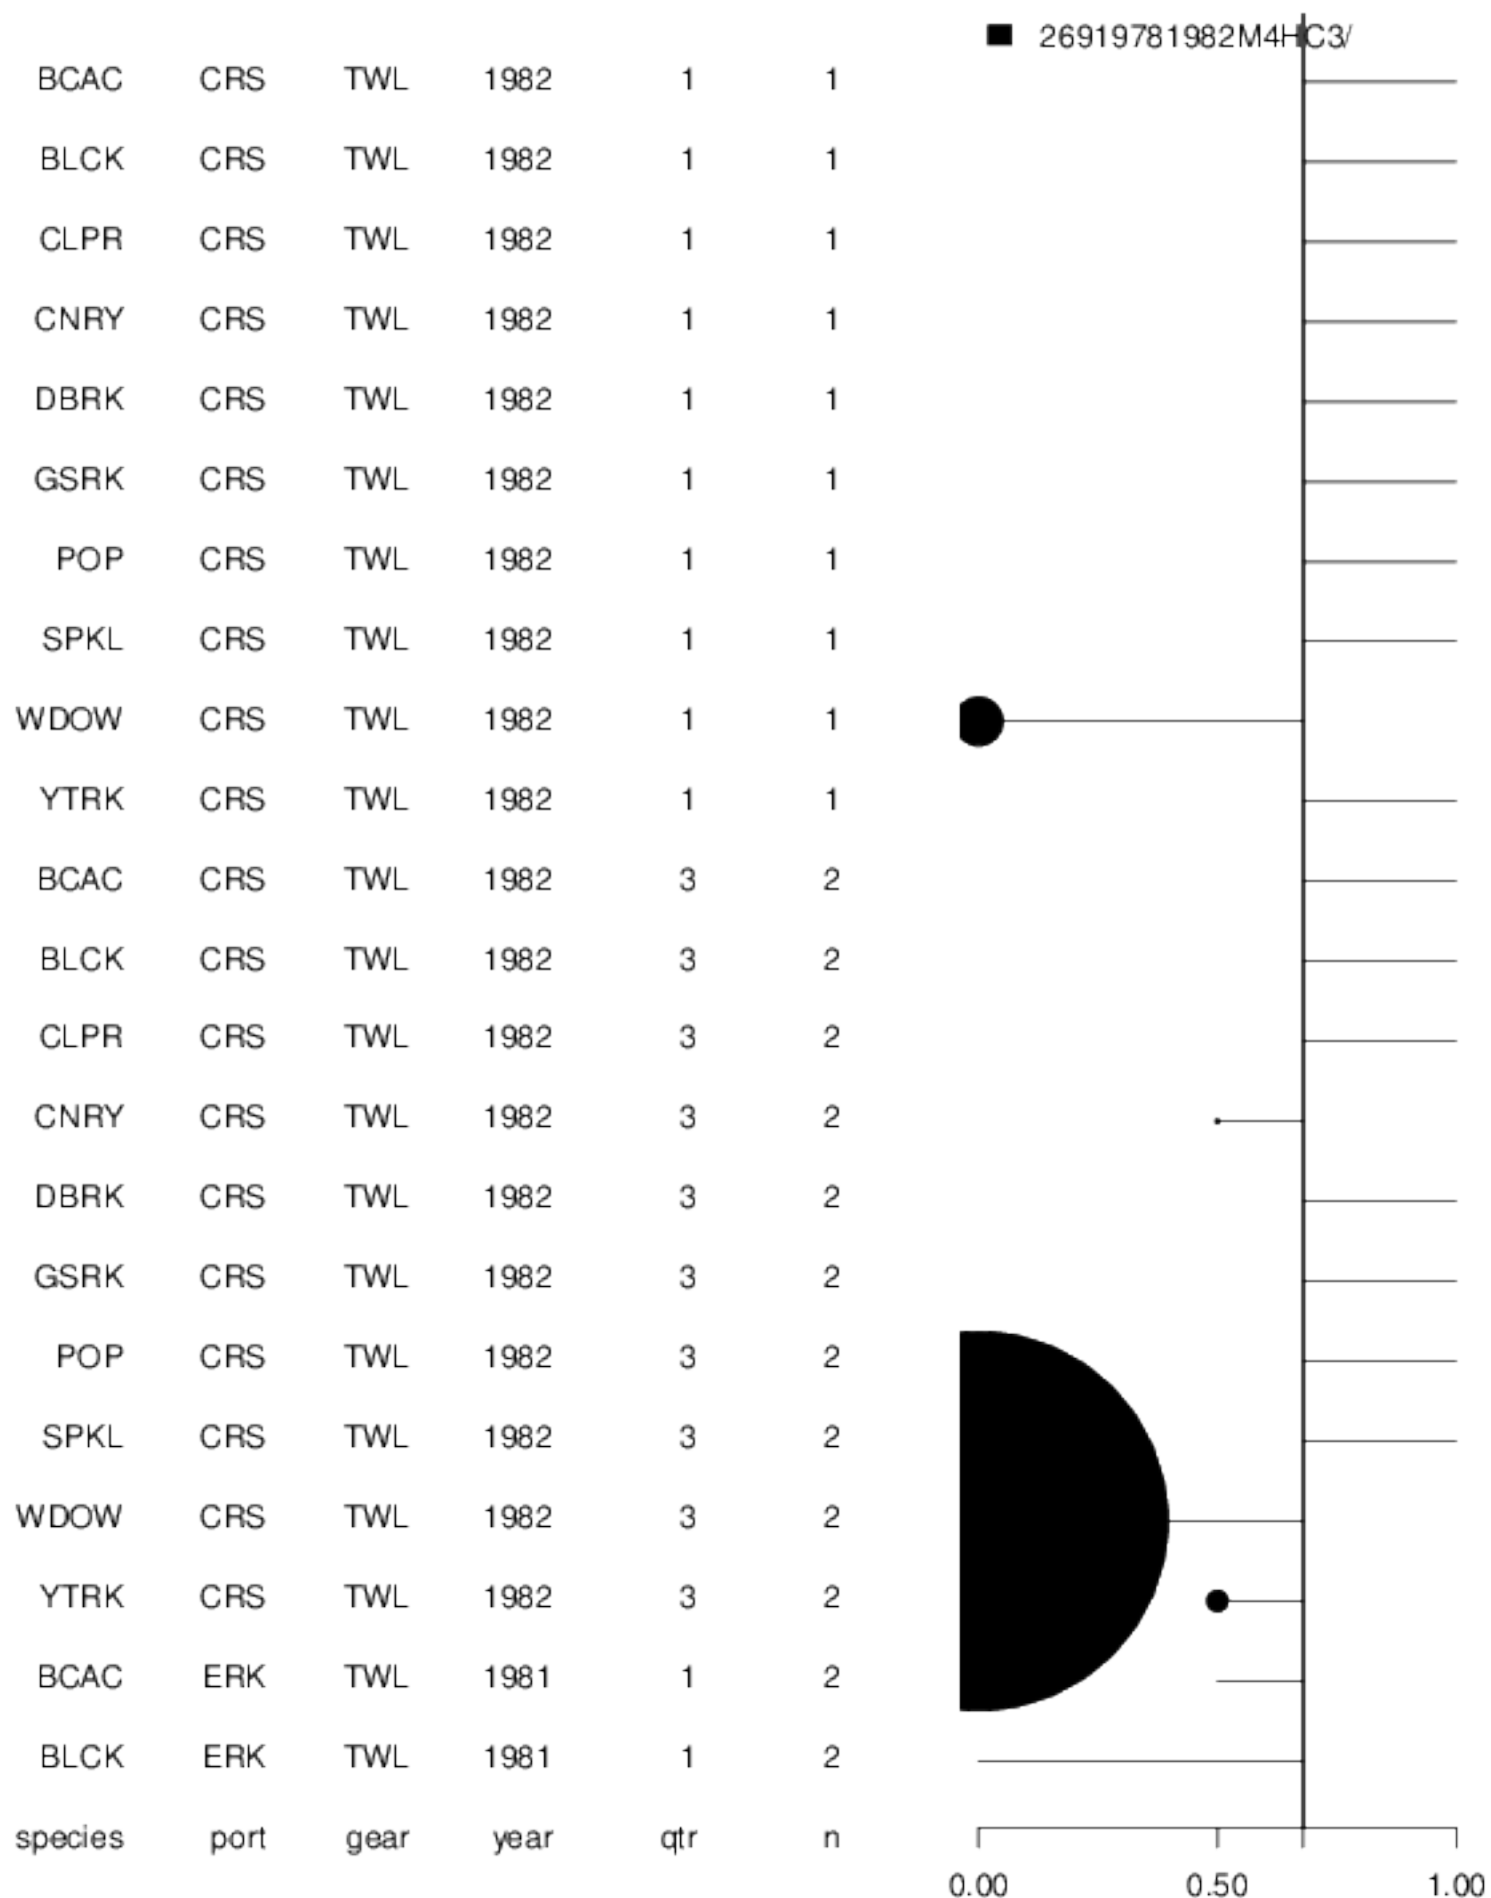 26919781982M4HC3/
BCAC CRS TWL 1982 1 1
BLCK CRS TWL 1982 1 1
CLPR CRS TWL 1982 1 1
CNRY CRS TWL 1982 1 1
DBRK CRS TWL 1982 1 1
GSRK CRS TWL 1982 1 1
POP CRS TWL 1982 1 1
SPKL CRS TWL 1982 1 1
WDOW CRS TWL 1982 1 1
YTRK CRS TWL 1982 1 1
BCAC CRS TWL 1982 3 2
BLCK CRS TWL 1982 3 2
CLPR CRS TWL 1982 3 2
CNRY CRS TWL 1982 3 2
DBRK CRS TWL 1982 3 2
GSRK CRS TWL 1982 3 2
POP CRS TWL 1982 3 2
SPKL CRS TWL 1982 3 2
WDOW CRS TWL 1982 3 2
YTRK CRS TWL 1982 3 2
BCAC ERK TWL 1981 1 2
BLCK ERK TWL 1981 1 2
species port gear year qtr n
0.00 0.50 1.00